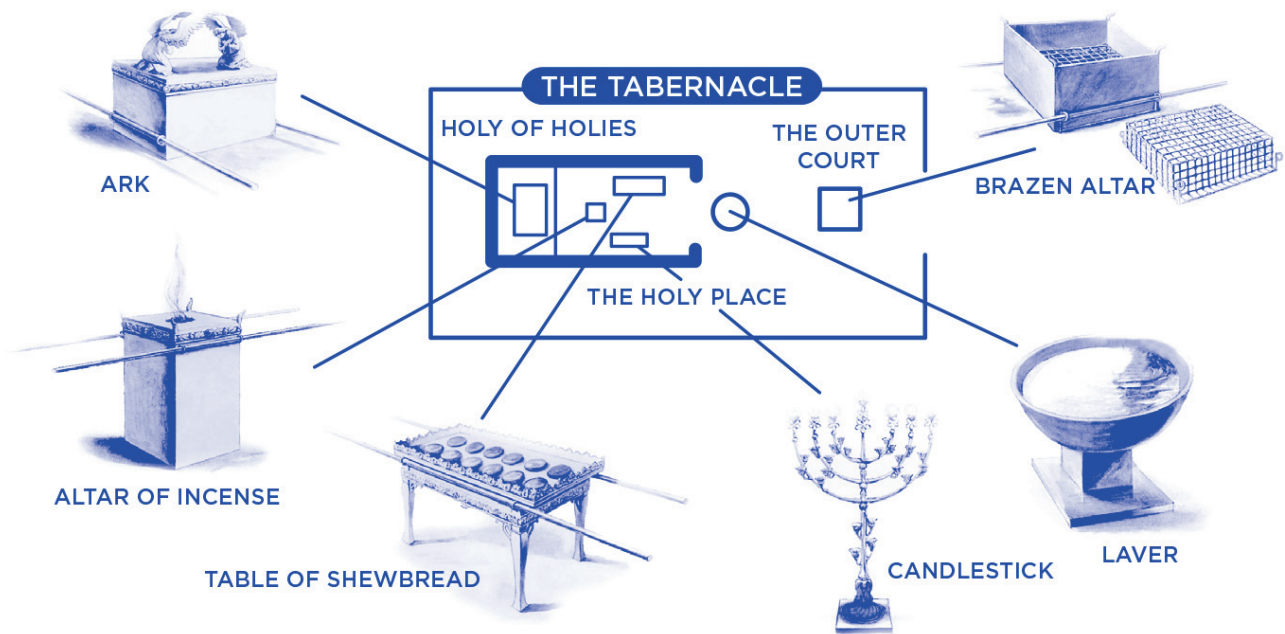 THE TABERNACLE
HOLY OF HOLIES
THE OUTER
COURT
ARK
BRAZEN ALTAR
THE HOLY PLACE
ALTAR OF INCENSE
TABLE OF SHEWBREAD
CANDLESTICK
LAVER